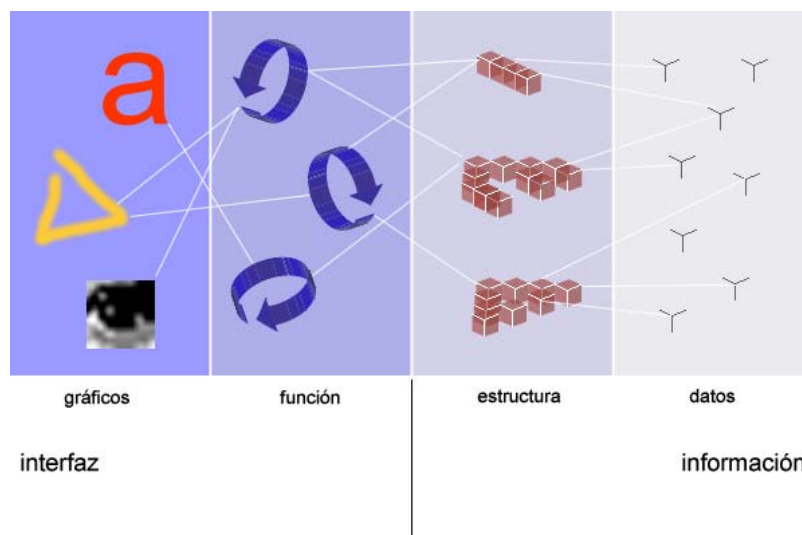 a
gráficos función estructura datos
interfaz información